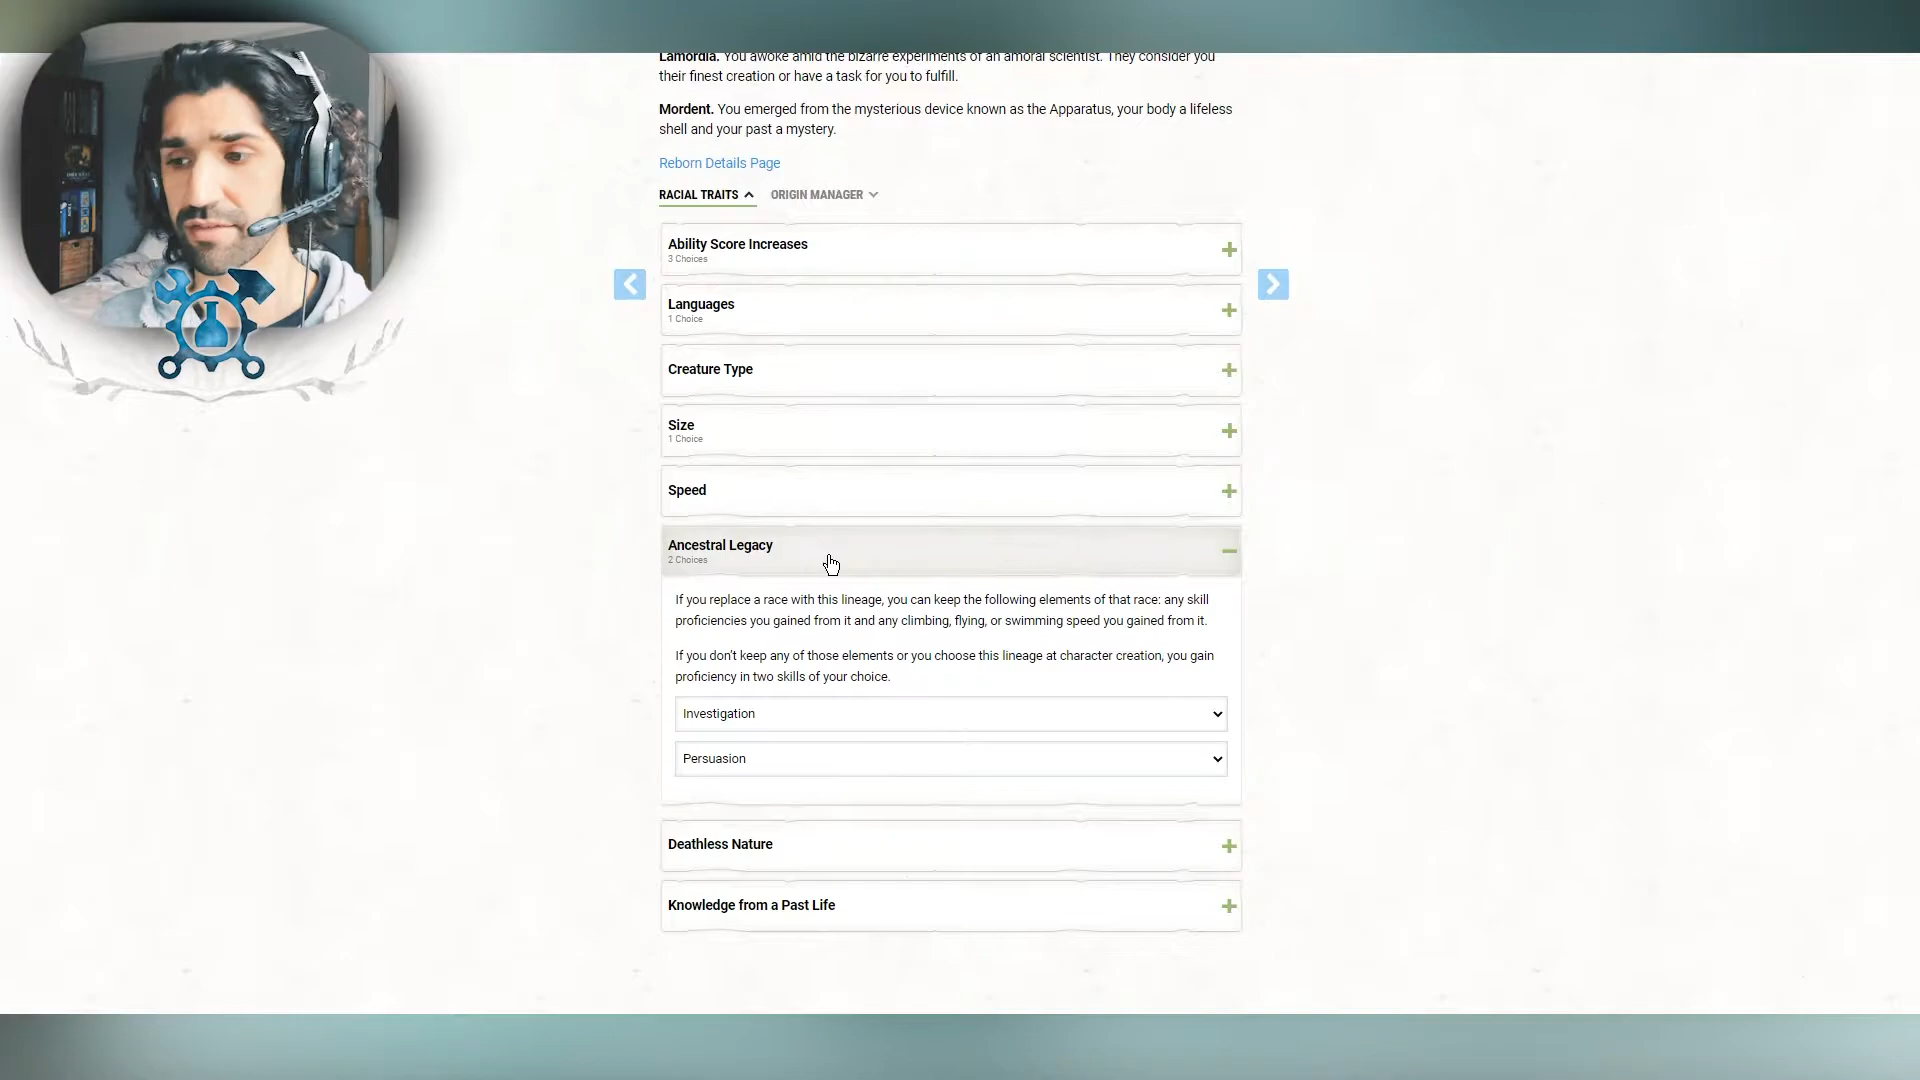 Lamordia. You awoke amid the bizarre experiments of an amoral scientist. They consider you
their finest creation or have a task for you to fulfill.
Mordent. You emerged from the mysterious device known as the Apparatus, your body a lifeless
shell and your past a mystery.
Reborn Details Page
RACIAL TRAITS ORIGIN MANAGER
Ability Score Increases
3 Choices
Languages
1 Choice
Creature Type
Size
1 Choice
Speed
Ancestral Legacy
2 Choices
If you replace a race with this lineage, you can keep the following elements of that race: any skill
proficiencies you gained from it and any climbing, flying, or swimming speed you gained from it.
If you don't keep any of those elements or you choose this lineage at character creation, you gain
proficiency in two skills of your choice.
Investigation
Persuasion
Deathless Nature
Knowledge from a Past Life